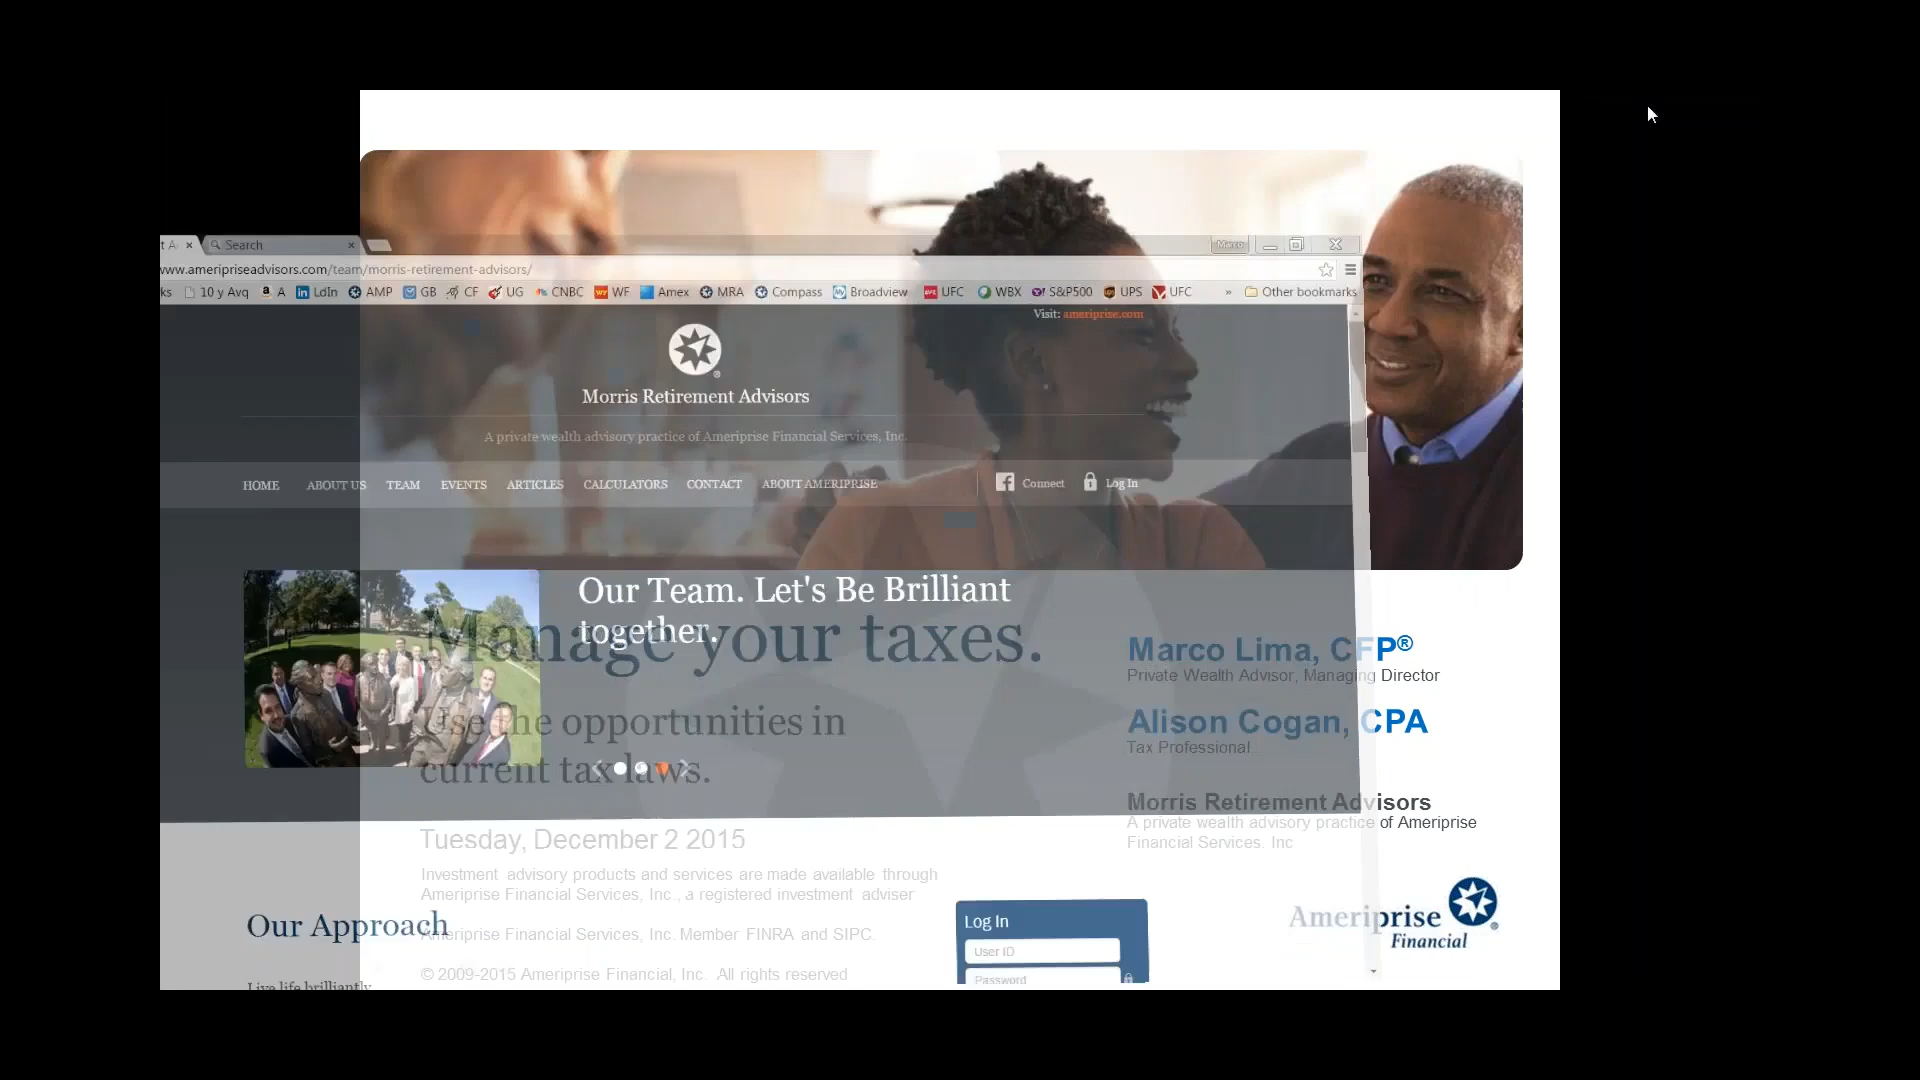 Search
Marco
www.ameripriseadvisors.com/team/morris-retirement-advisors/
ks 10 y Avq A LdIn AMP GB CF UG CNBC WF Amex MRA Compass Broadview UFC WBX S&P500 UPS UFC » Other bookmarks
Visit: ameriprise.com
Morris Retirement Advisors
A private wealth advisory practice of Ameriprise Financial Services, Inc.
HOME ABOUT US TEAM EVENTS ARTICLES CALCULATORS CONTACT ABOUT AMERIPRISE Connect Log In
Our Team. Let's Be Brilliant
together.
Manage your taxes.
Use the opportunities in
current tax laws.
Tuesday, December 2 2015
Investment advisory products and services are made available through
Ameriprise Financial Services, Inc., a registered investment adviser
Ameriprise Financial Services, Inc. Member FINRA and SIPC.
© 2009-2015 Ameriprise Financial, Inc. All rights reserved
Marco Lima, CFP®
Private Wealth Advisor, Managing Director
Alison Cogan, CPA
Tax Professional
Morris Retirement Advisors
A private wealth advisory practice of Ameriprise
Financial Services. Inc
Ameriprise
Financial
Our Approach
Live life brilliantly
Log In
User ID
Password